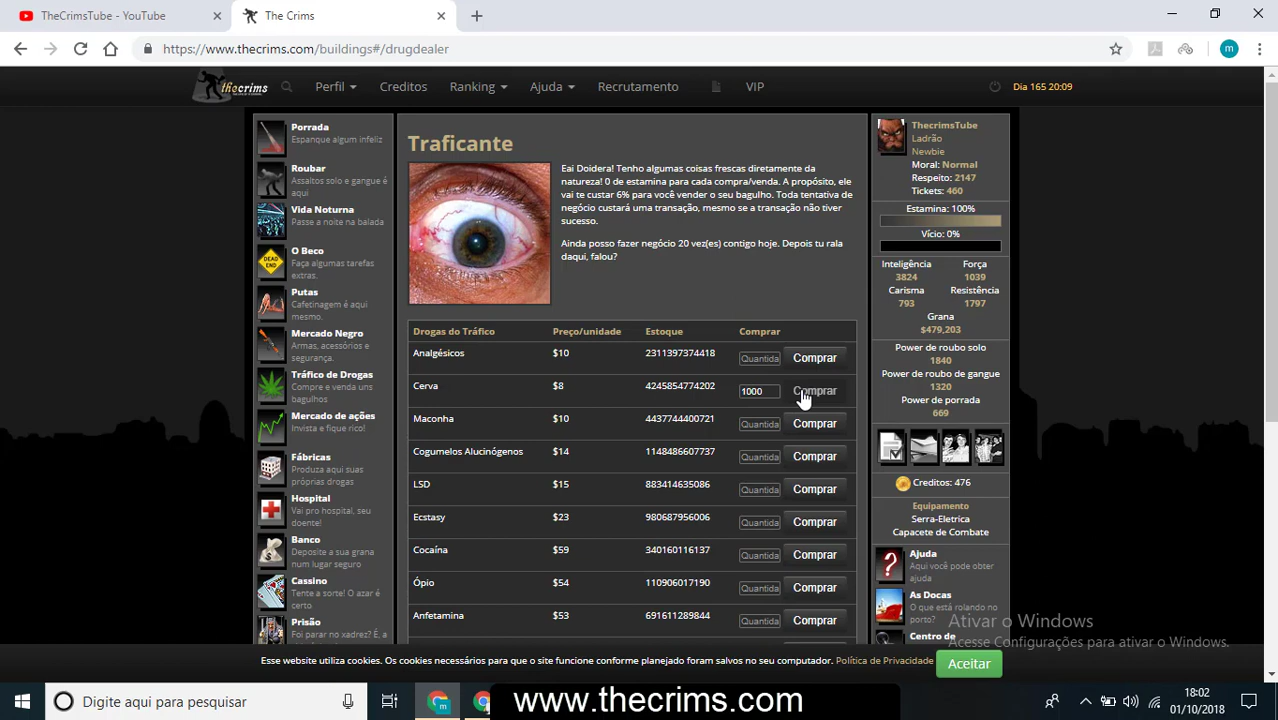 TheCrimsTube - YouTube
The Crims
https://www.thecrims.com/buildings#/drugdealer
m
thecrims
Perfil
Creditos
Ranking
Ajuda
Recrutamento
VIP
Dia 165 20:09
Porrada
Espanque algum infeliz
Roubar
Assaltos solo e gangue é
aqui
Vida Noturna
Passe a noite na balada
DEAD
END
O Beco
Faça algumas tarefas
extras.
Putas
Cafetinagem é aqui
mesmo.
Mercado Negro
Armas, acessórios e
segurança.
Tráfico de Drogas
Compre e venda uns
bagulhos
Mercado de ações
Invista e fique rico!
Fábricas
Produza aqui suas
próprias drogas
Hospital
Vai pro hospital, seu
doente!
Banco
Deposite a sua grana
num lugar seguro
Cassino
Tente a sorte! O azar é
certo
Prisão
Foi parar no xadrez? É, a
Traficante
Eai Doidera! Tenho algumas coisas frescas diretamente da
natureza! 0 de estamina para cada compra/venda. A propósito, ele
vai te custar 6% para você vender o seu bagulho. Toda tentativa de
negócio custará uma transação, mesmo se a transação não tiver
sucesso.
Ainda posso fazer negócio 20 vez(es) contigo hoje. Depois tu rala
daqui, falou?
Drogas do Tráfico Preço/unidade Estoque Comprar
Analgésicos $10 2311397374418 Quantida Comprar
Cerva $8 4245854774202 1000 Comprar
Maconha $10 4437744400721 Quantida Comprar
Cogumelos Alucinógenos $14 1148486607737 Quantida Comprar
LSD $15 883414635086 Quantida Comprar
Ecstasy $23 980687956006 Quantida Comprar
Cocaína $59 340160116137 Quantida Comprar
Ópio $54 110906017190 Quantida Comprar
Anfetamina $53 691611289844 Quantida Comprar
ThecrimsTube
Ladrão
Newbie
Moral: Normal
Respeito: 2147
Tickets: 460
Estamina: 100%
Vício: 0%
Inteligência Força
3824 1039
Carisma Resistência
793 1797
Grana
$479,203
Power de roubo solo
1840
Power de roubo de gangue
1320
Power de porrada
669
Creditos: 476
Equipamento
Serra-Eletrica
Capacete de Combate
Ajuda
Aqui você pode obter
ajuda
As Docas
O que está rolando no
porto?
Centro de
Ativar o Windows
Acesse Configurações para ativar o Windows.
Esse website utiliza cookies. Os cookies necessários para que o site funcione conforme planejado foram salvos no seu computador. Política de Privacidade Aceitar
Digite aqui para pesquisar
www.thecrims.com
18:02
01/10/2018